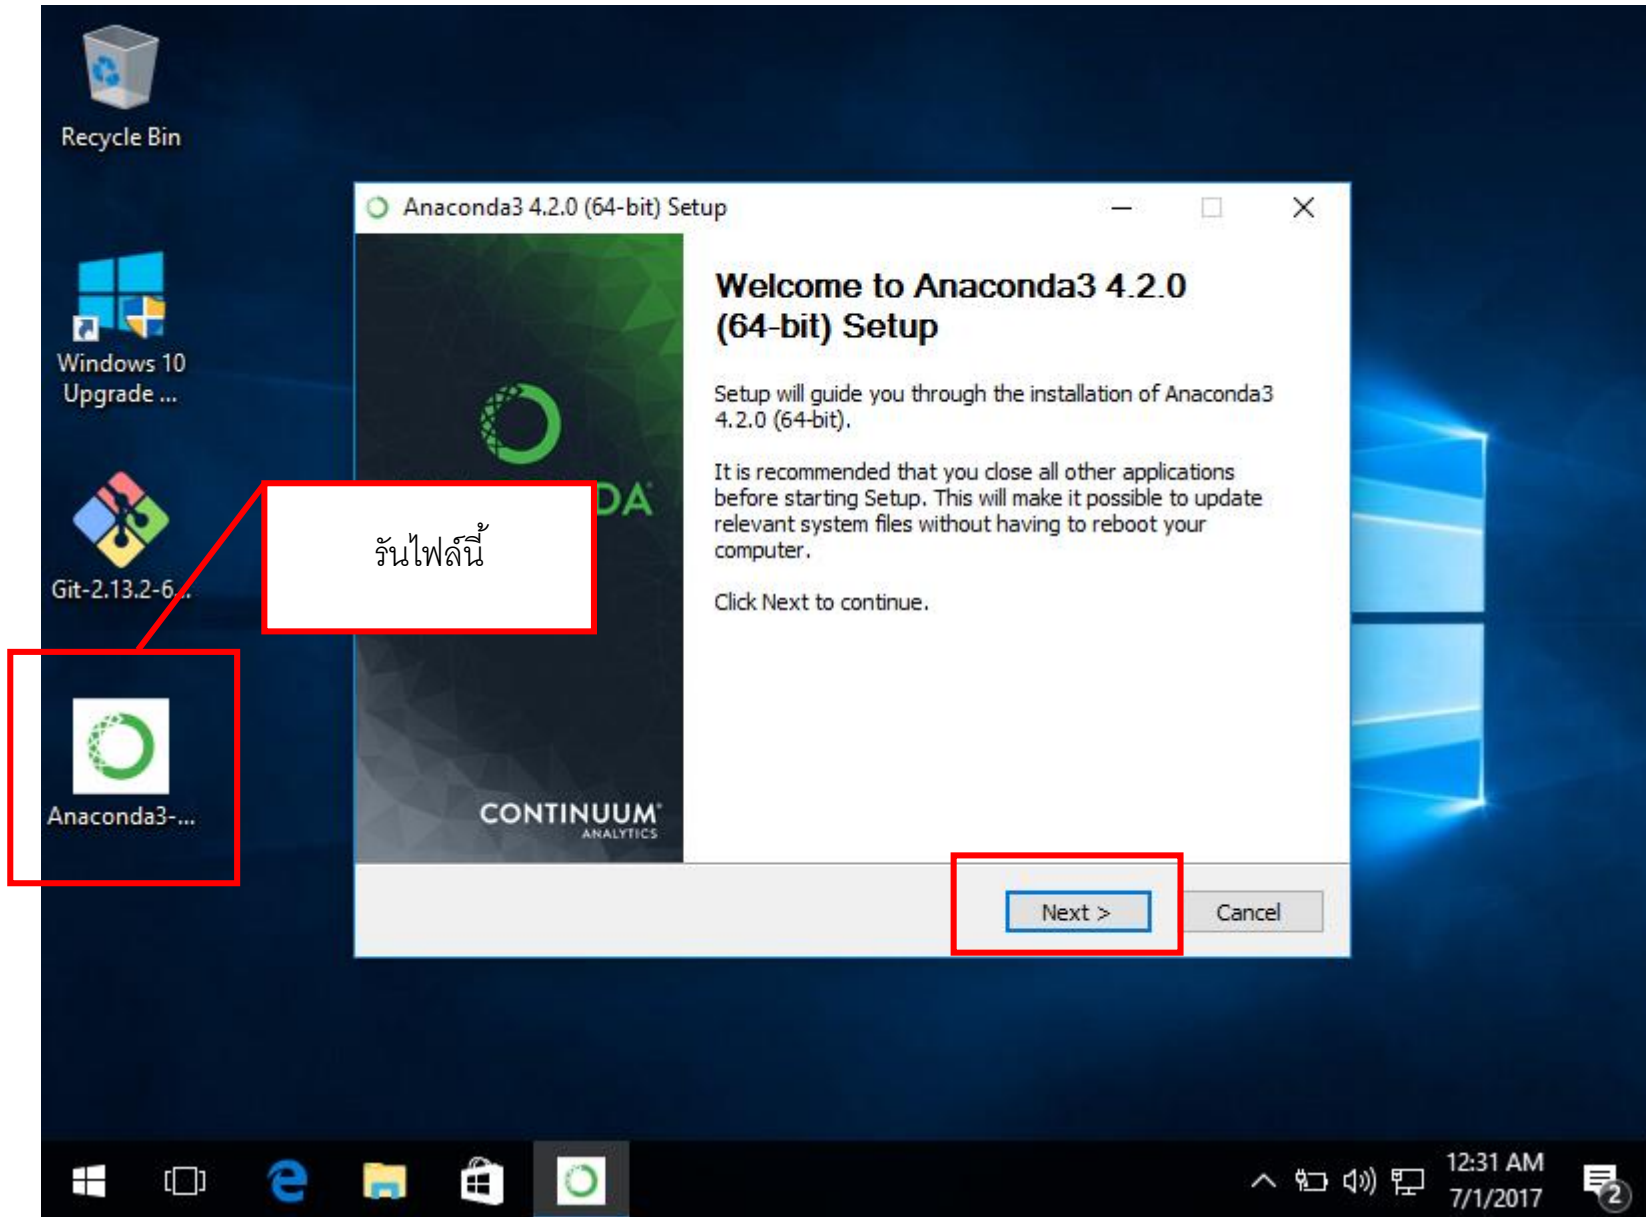 Recycle Bin
Windows 10
Upgrade ...
Git-2.13.2-6...
Anaconda3-...
รันไฟล์นี้
Anaconda3 4.2.0 (64-bit) Setup
DA
CONTINUUM®
ANALYTICS
Welcome to Anaconda3 4.2.0
(64-bit) Setup
Setup will guide you through the installation of Anaconda3
4.2.0 (64-bit).
It is recommended that you close all other applications
before starting Setup. This will make it possible to update
relevant system files without having to reboot your
computer.
Click Next to continue.
Next >
Cancel
12:31 AM
7/1/2017
2